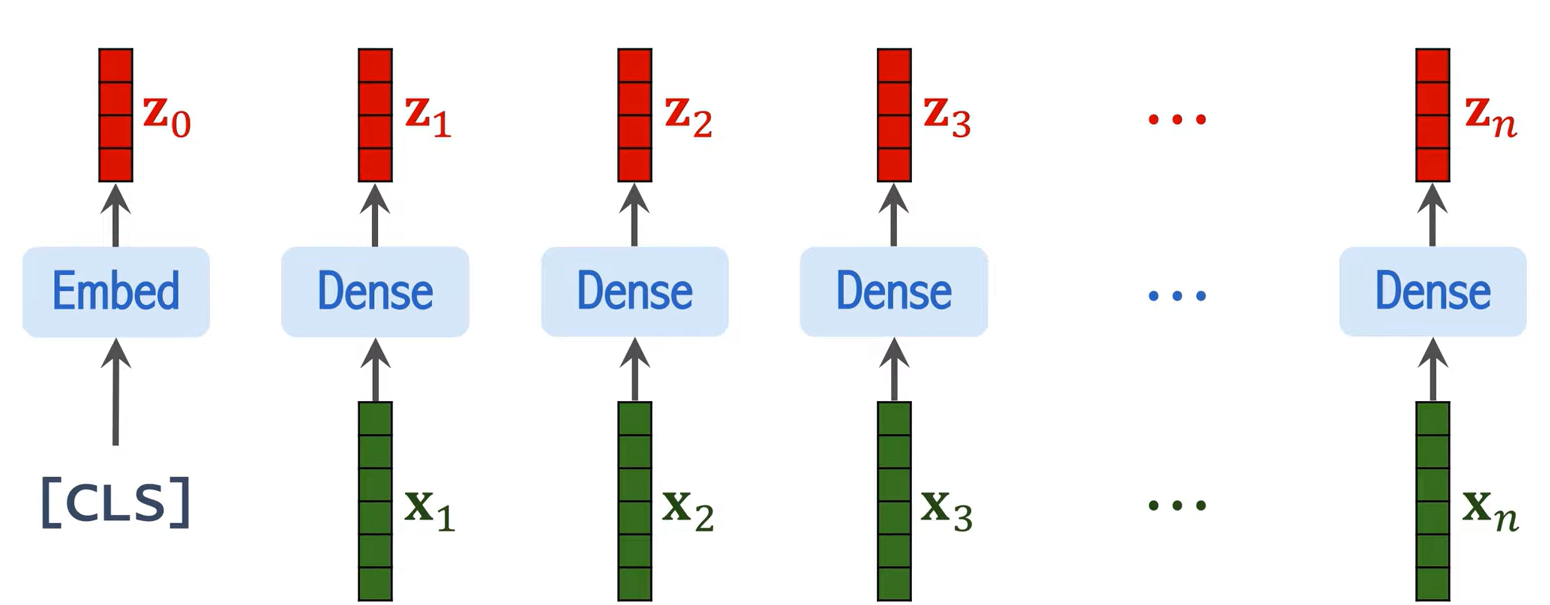 z₀ z₁ z₂ z₃ ... zₙ
Embed Dense Dense Dense ... Dense
[CLS] x₁ x₂ x₃ ... xₙ